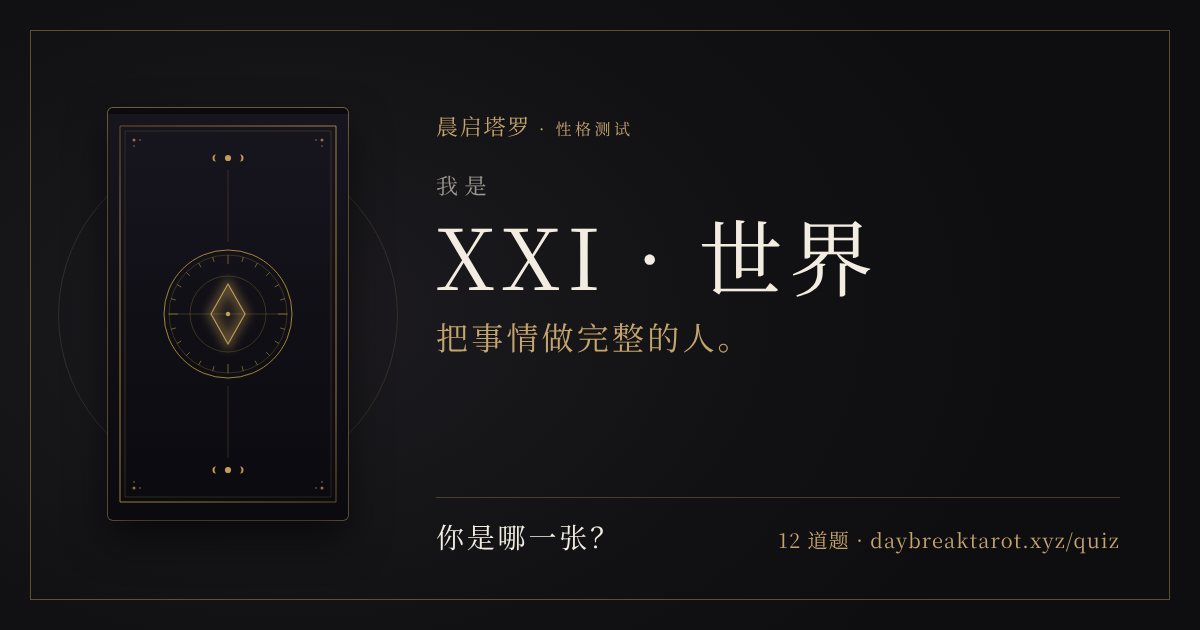 晨启塔罗 · 性格测试
我是
XXI · 世界
把事情做完整的人。
你是哪一张？
12 道题 · daybreaktarot.xyz/quiz